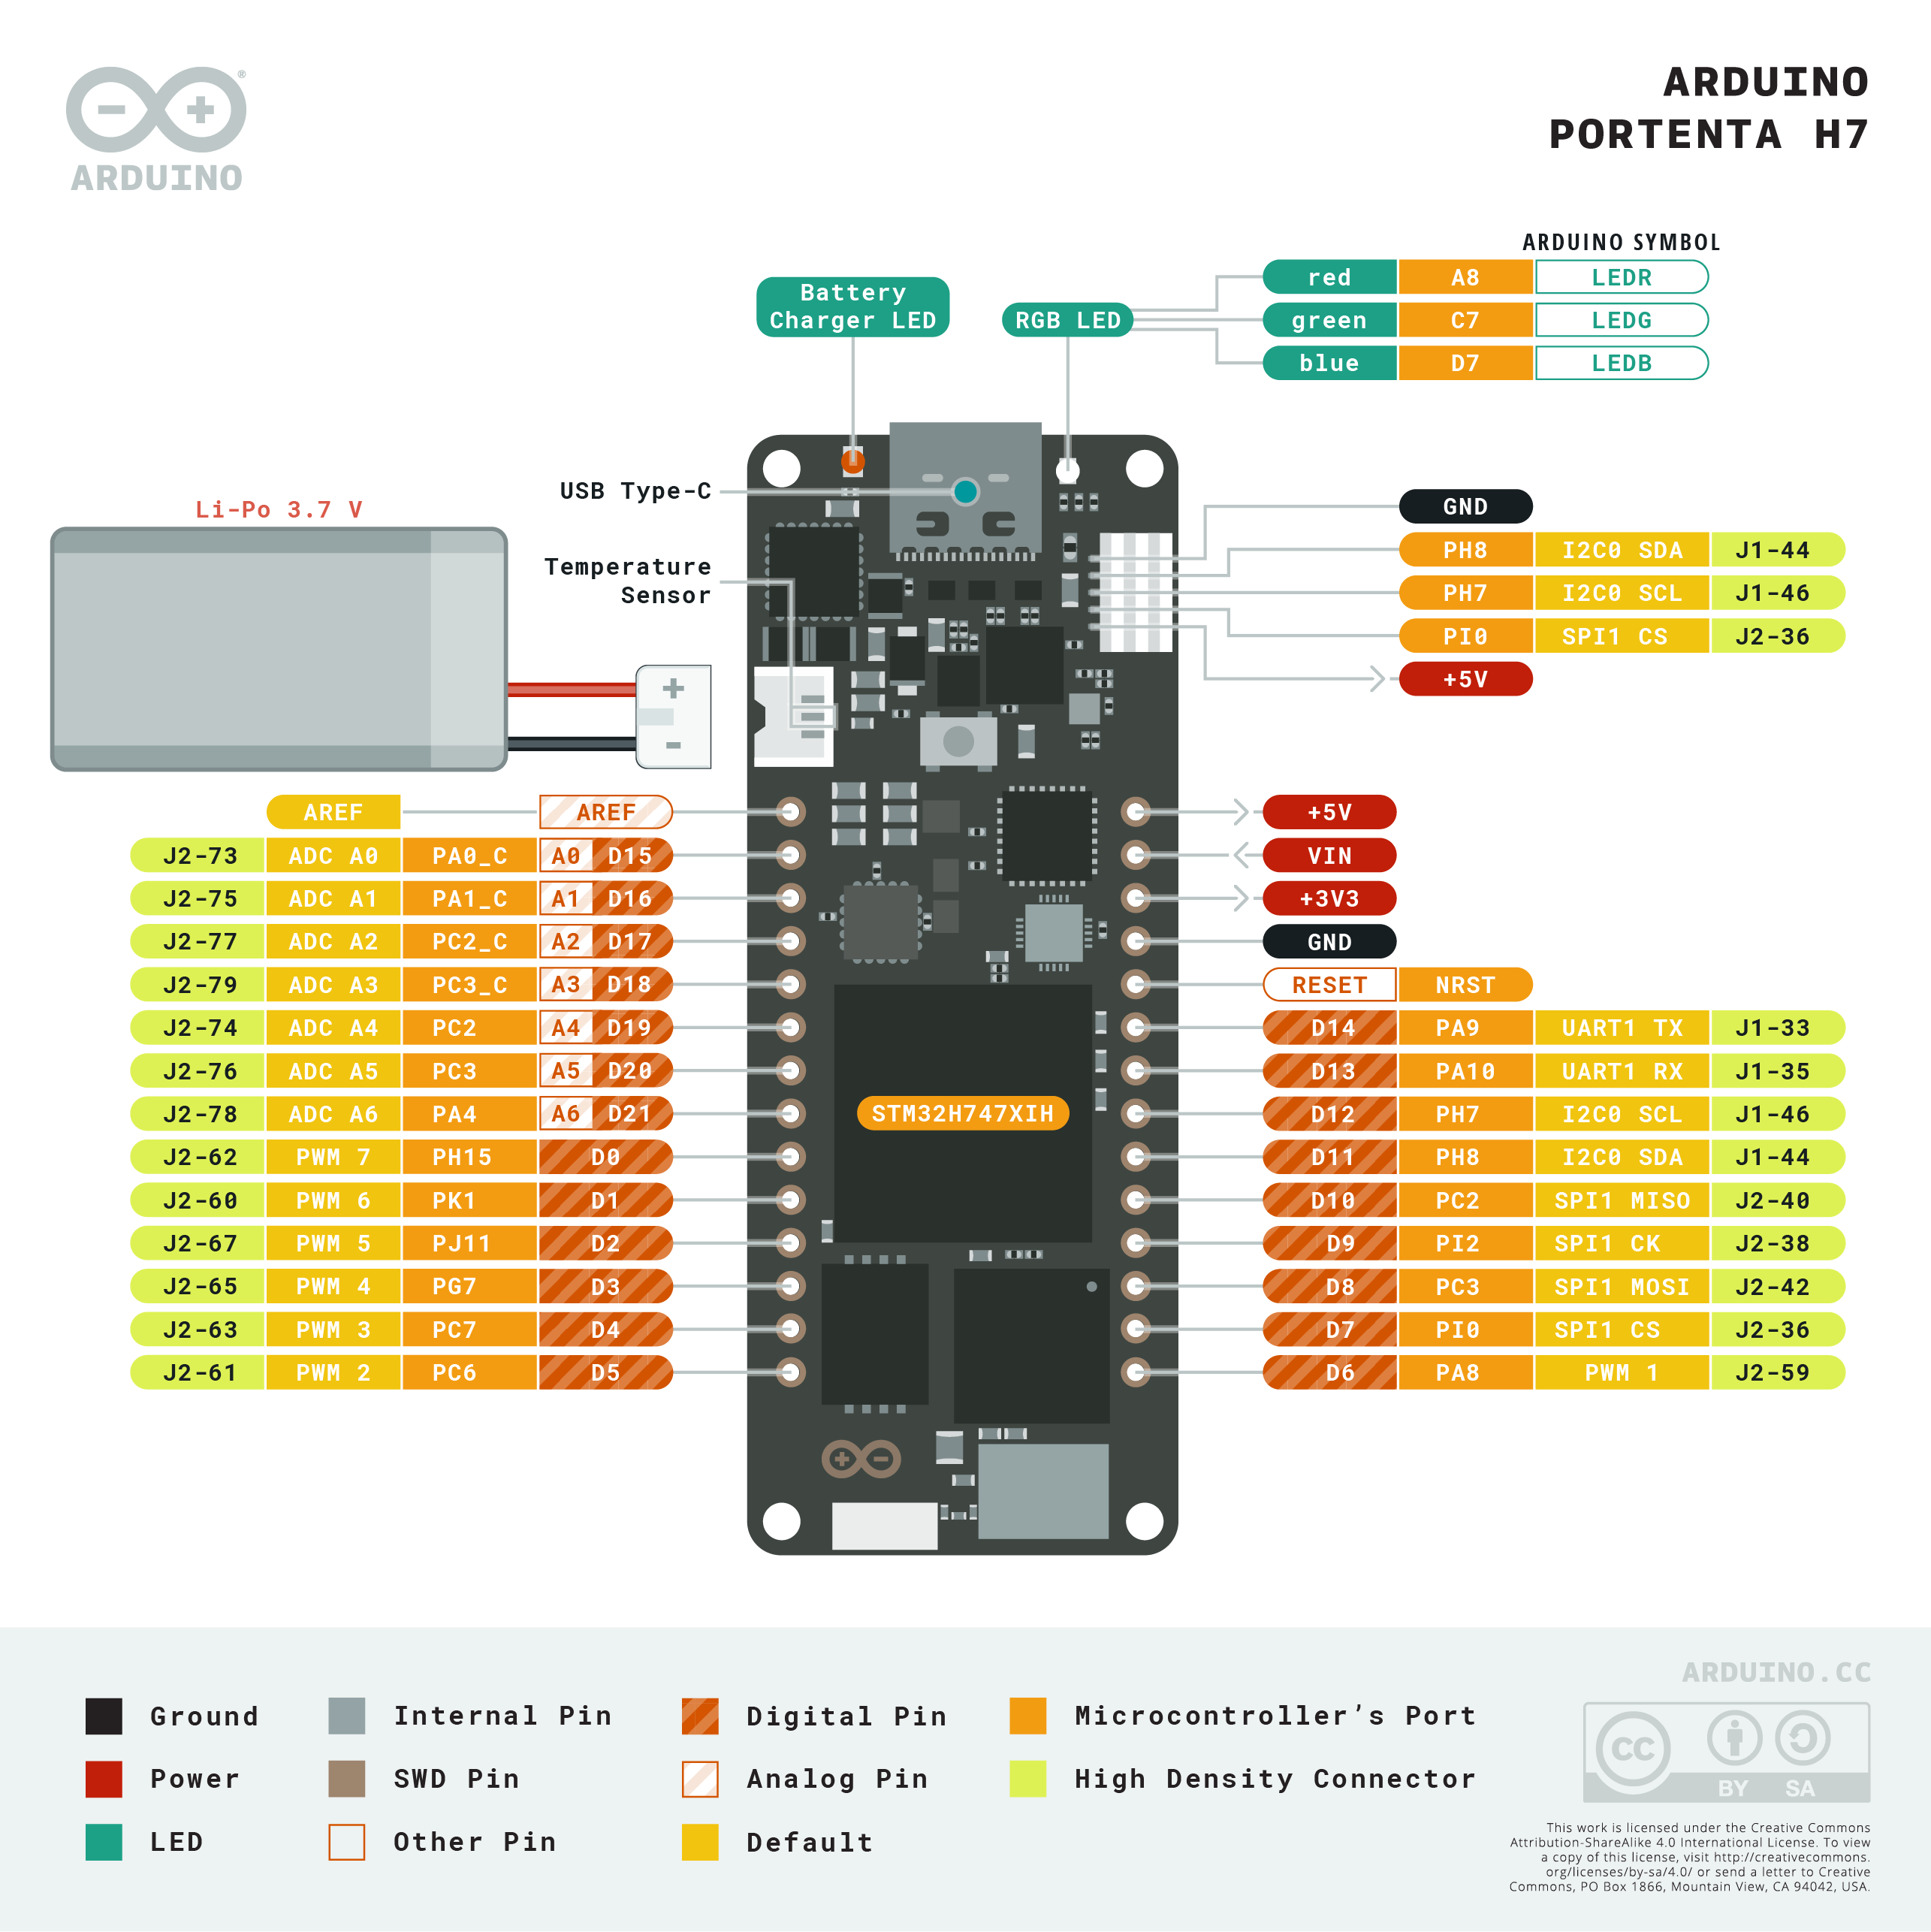 ARDUINO
PORTENTA H7
®
ARDUINO
ARDUINO SYMBOL
Battery
Charger LED
RGB LED
red A8 LEDR
green C7 LEDG
blue D7 LEDB
USB Type-C
Li-Po 3.7 V
Temperature
Sensor
+
-
GND
PH8 I2C0 SDA J1-44
PH7 I2C0 SCL J1-46
PI0 SPI1 CS J2-36
+5V
AREF AREF
J2-73 ADC A0 PA0_C A0 D15
J2-75 ADC A1 PA1_C A1 D16
J2-77 ADC A2 PC2_C A2 D17
J2-79 ADC A3 PC3_C A3 D18
J2-74 ADC A4 PC2 A4 D19
J2-76 ADC A5 PC3 A5 D20
J2-78 ADC A6 PA4 A6 D21
J2-62 PWM 7 PH15 D0
J2-60 PWM 6 PK1 D1
J2-67 PWM 5 PJ11 D2
J2-65 PWM 4 PG7 D3
J2-63 PWM 3 PC7 D4
J2-61 PWM 2 PC6 D5
STM32H747XIH
+5V
VIN
+3V3
GND
RESET NRST
D14 PA9 UART1 TX J1-33
D13 PA10 UART1 RX J1-35
D12 PH7 I2C0 SCL J1-46
D11 PH8 I2C0 SDA J1-44
D10 PC2 SPI1 MISO J2-40
D9 PI2 SPI1 CK J2-38
D8 PC3 SPI1 MOSI J2-42
D7 PI0 SPI1 CS J2-36
D6 PA8 PWM 1 J2-59
Ground
Power
LED
Internal Pin
SWD Pin
Other Pin
Digital Pin
Analog Pin
Default
Microcontroller's Port
High Density Connector
ARDUINO.CC
CC
BY SA
This work is licensed under the Creative Commons
Attribution-ShareAlike 4.0 International License. To view
a copy of this license, visit http://creativecommons.
org/licenses/by-sa/4.0/ or send a letter to Creative
Commons, PO Box 1866, Mountain View, CA 94042, USA.